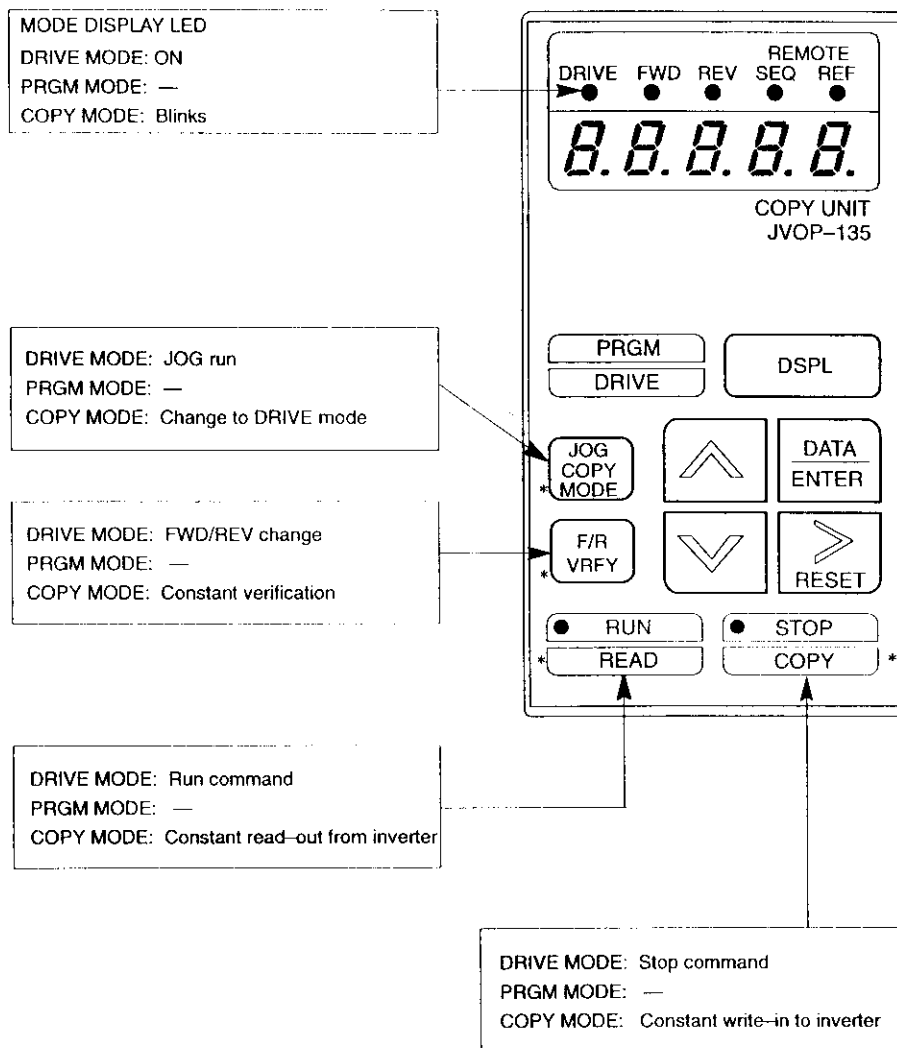 MODE DISPLAY LED
DRIVE MODE: ON
PRGM MODE: —
COPY MODE: Blinks
REMOTE
DRIVE FWD REV SEQ REF
8.8.8.8.8.
COPY UNIT
JVOP–135
DRIVE MODE: JOG run
PRGM MODE: —
COPY MODE: Change to DRIVE mode
PRGM
DRIVE
DSPL
JOG
COPY
* MODE
DATA
ENTER
DRIVE MODE: FWD/REV change
PRGM MODE: —
COPY MODE: Constant verification
F/R
* VRFY
RESET
RUN
* READ
STOP
COPY *
DRIVE MODE: Run command
PRGM MODE: —
COPY MODE: Constant read–out from inverter
DRIVE MODE: Stop command
PRGM MODE: —
COPY MODE: Constant write–in to inverter